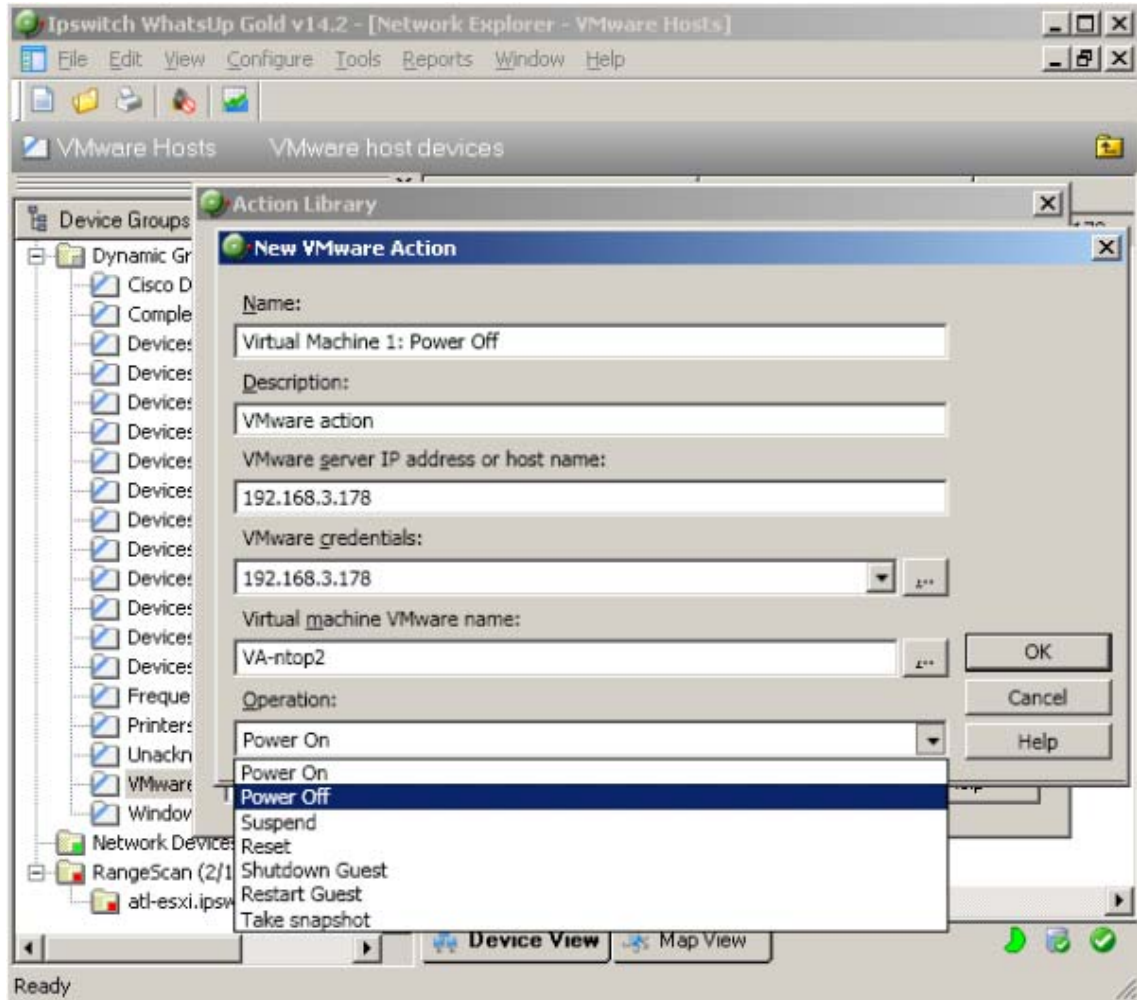 Ipswitch WhatsUp Gold v14.2 - [Network Explorer - VMware Hosts]
File Edit View Configure Tools Reports Window Help
VMware Hosts VMware host devices
Action Library
Device Groups
New VMware Action
Dynamic Gr
Cisco D
Comple
Devices
Devices
Devices
Devices
Devices
Devices
Devices
Devices
Devices
Devices
Devices
Devices
Freque
Printers
Unackn
VMware
Window
Network Devices
RangeScan (2/1
atl-esxi.ipsw
Name:
Virtual Machine 1: Power Off
Description:
VMware action
VMware server IP address or host name:
192.168.3.178
VMware credentials:
192.168.3.178
...
Virtual machine VMware name:
VA-ntop2
...
OK
Operation:
Cancel
Power On
Help
Power On
Power Off
Suspend
Reset
Shutdown Guest
Restart Guest
Take snapshot
Device View Map View
Ready